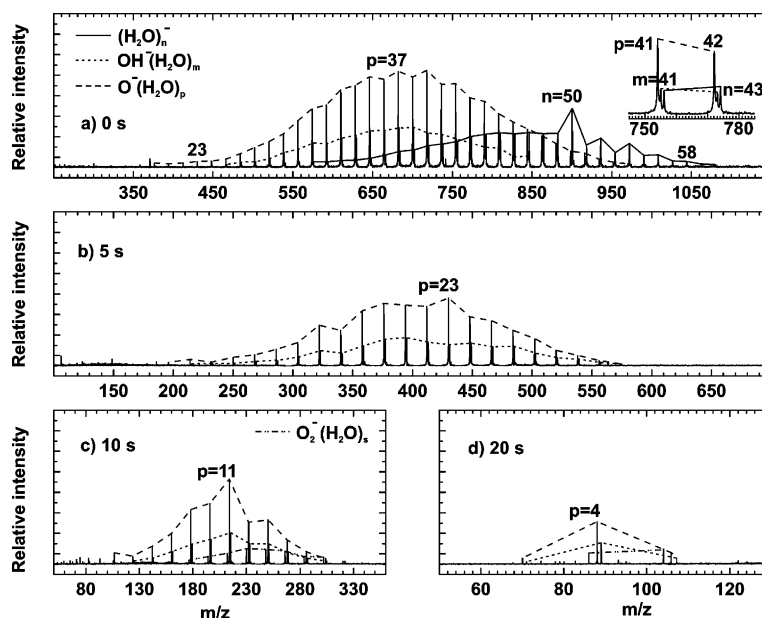 (H₂O)ₙ⁻
OH⁻(H₂O)ₘ
O⁻(H₂O)ₚ
a) 0 s
23
p=37
n=50
58
p=41
42
m=41
n=43
750 780
350 450 550 650 750 850 950 1050
Relative intensity
b) 5 s
p=23
150 200 250 300 350 400 450 500 550 600 650
Relative intensity
c) 10 s
O₂⁻(H₂O)ₛ
p=11
80 130 180 230 280 330
m/z
Relative intensity
d) 20 s
p=4
60 80 100 120
m/z